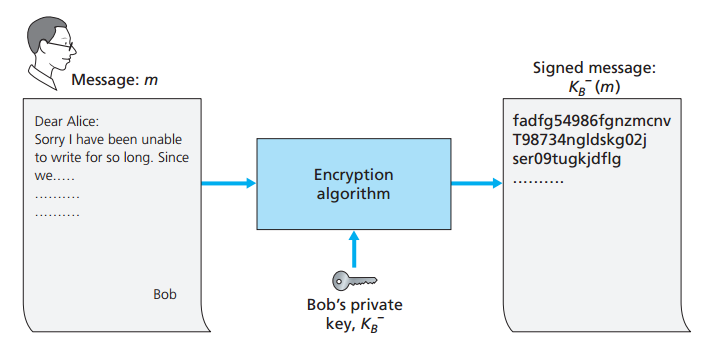 Message: m
Dear Alice:
Sorry I have been unable
to write for so long. Since
we.....
..........
..........
Bob
Encryption
algorithm
Bob’s private
key, K_B^-
Signed message:
K_B^- (m)
fadfg54986fgnzmcnv
T98734ngldskg02j
ser09tugkjdflg
..........